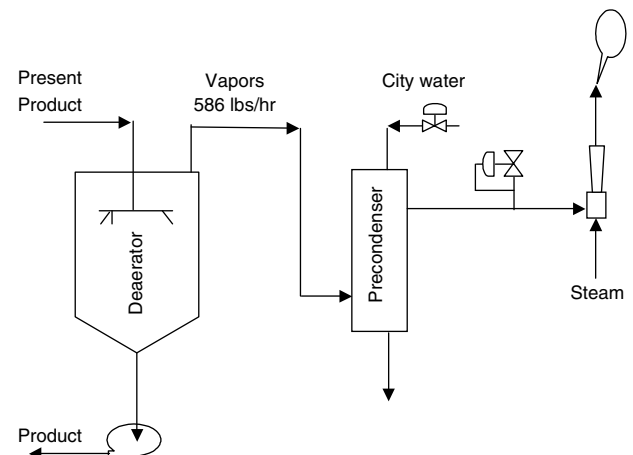 Present
Product
Vapors
586 lbs/hr
City water
Deaerator
Precondenser
Steam
Product